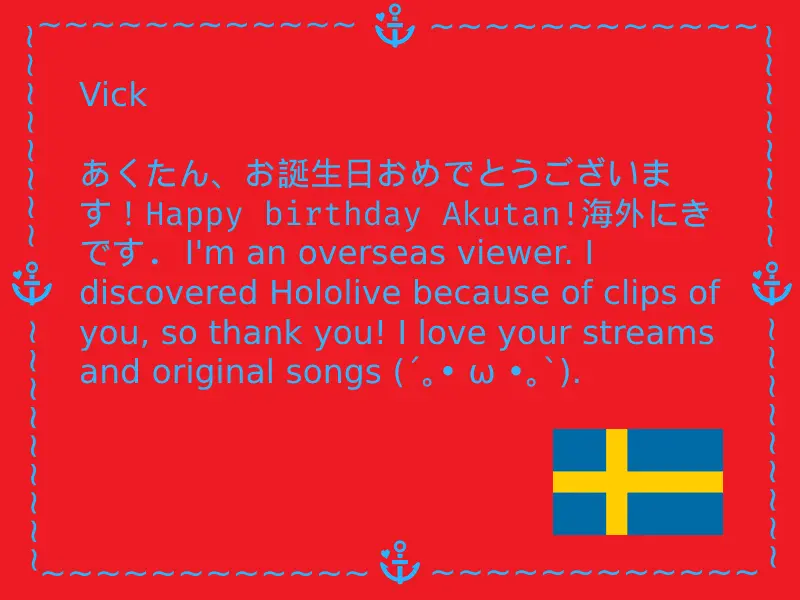 Vick
あくたん、お誕生日おめでとうございま
す！Happy birthday Akutan!海外にき
です．I'm an overseas viewer. I
discovered Hololive because of clips of
you, so thank you! I love your streams
and original songs (´｡• ω •｡`).